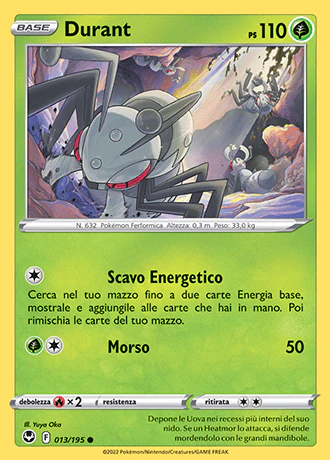 BASE Durant PS 110
N. 632 Pokémon Ferformica Altezza: 0,3 m. Peso: 33,0 kg
Scavo Energetico
Cerca nel tuo mazzo fino a due carte Energia base,
mostrale e aggiungile alle carte che hai in mano. Poi
rimischia le carte del tuo mazzo.
Morso 50
debolezza ×2 resistenza ritirata
Ill. Yuya Oka
Depone le Uova nei recessi più interni del suo
nido. Se un Heatmor lo attacca, si difende
mordendolo con le grandi mandibole.
F 013/195
©2022 Pokémon/Nintendo/Creatures/GAME FREAK